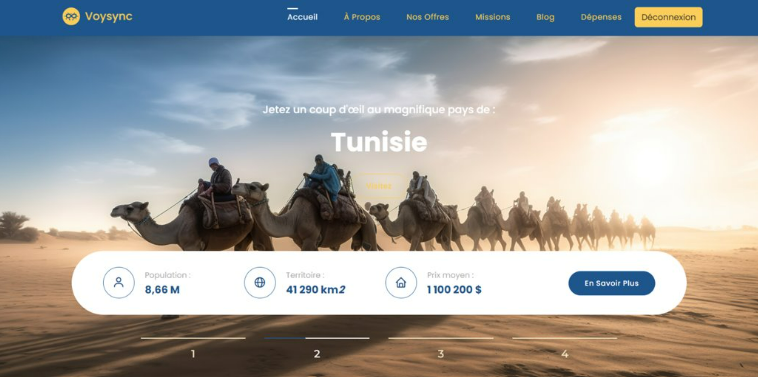 Voysync
Accueil
À Propos
Nos Offres
Missions
Blog
Dépenses
Déconnexion
Jetez un coup d'œil au magnifique pays de :
Tunisie
Population :
8,66 M
Territoire :
41 290 km2
Prix moyen :
1 100 200 $
En Savoir Plus
1
2
3
4